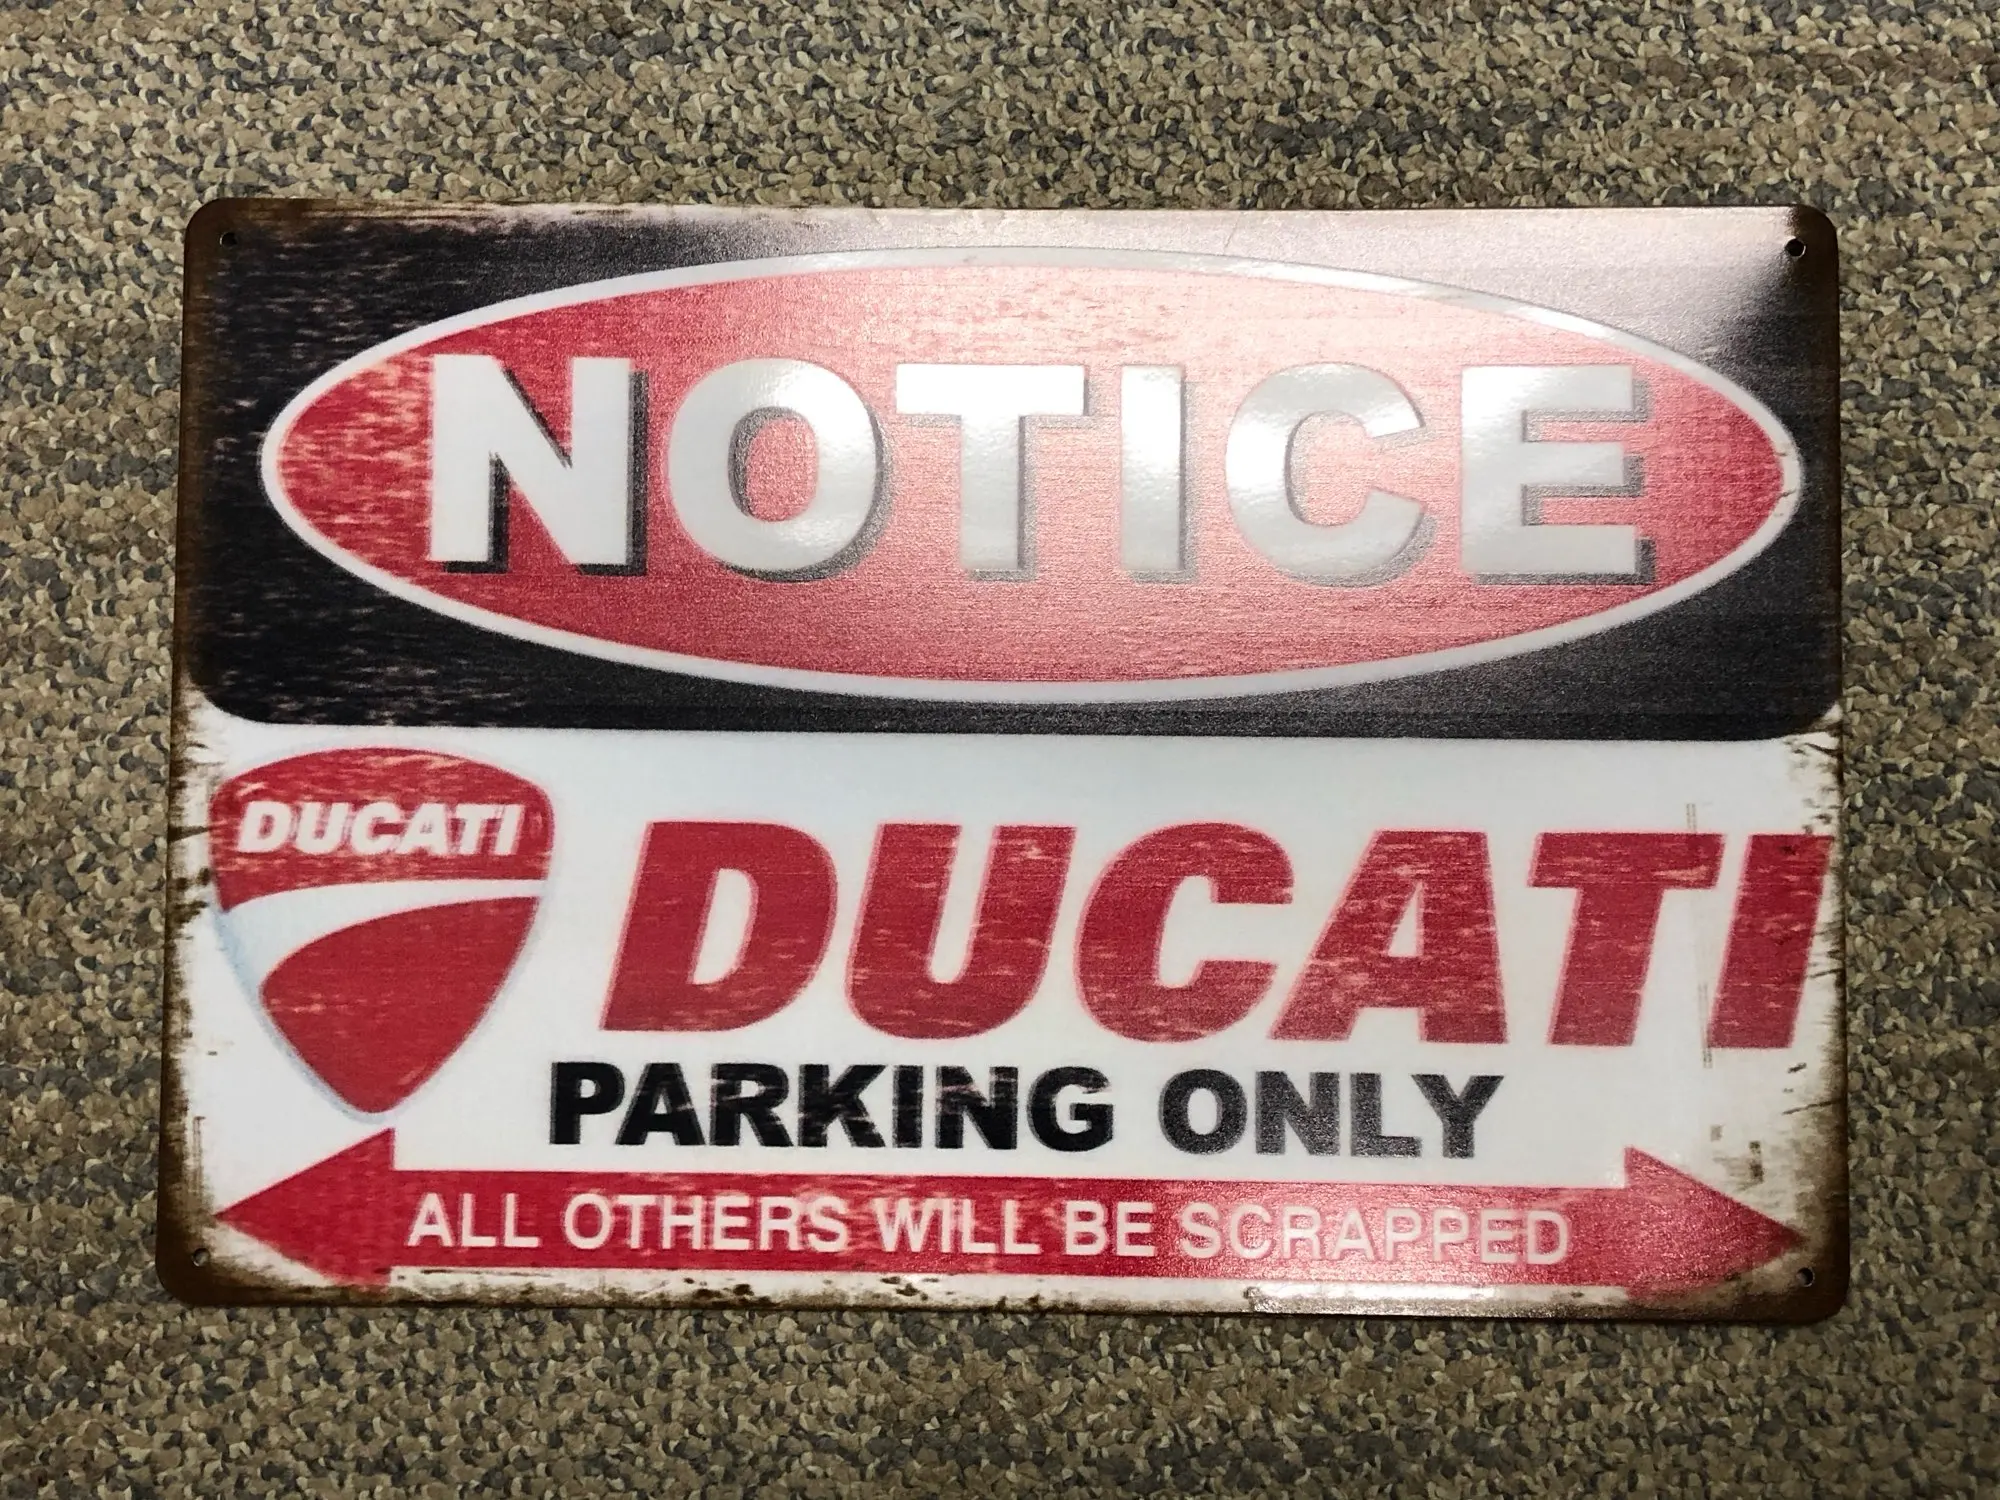 NOTICE
DUCATI
DUCATI
PARKING ONLY
ALL OTHERS WILL BE SCRAPPED